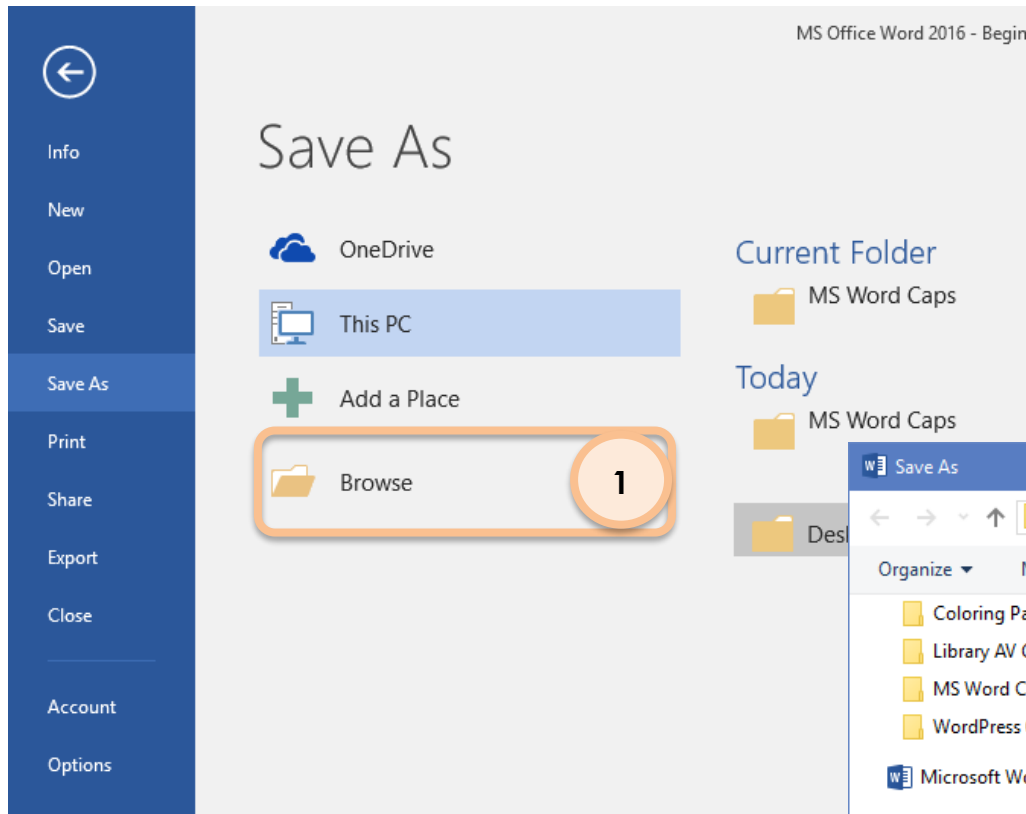 MS Office Word 2016 -
Info
New
Open
Save
Save As
Print
Share
Export
Close
Account
Options
Save As
OneDrive
This PC
Add a Place
Browse
1
Current Folder
MS Word Caps
Today
MS Word Caps
Save As
Organize
Coloring
Library AV
MS Word
WordPress
Microsoft